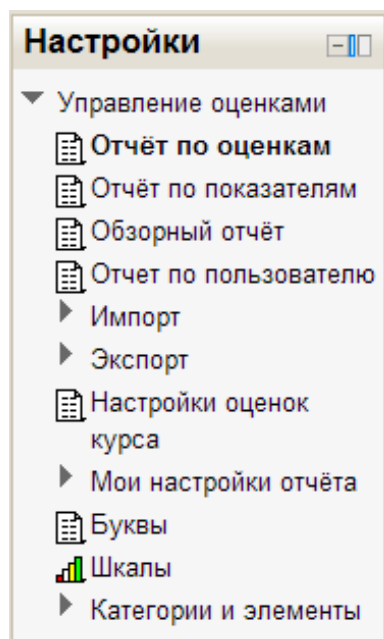 Настройки
Управление оценками
Отчёт по оценкам
Отчёт по показателям
Обзорный отчёт
Отчет по пользователю
Импорт
Экспорт
Настройки оценок
курса
Мои настройки отчёта
Буквы
Шкалы
Категории и элементы